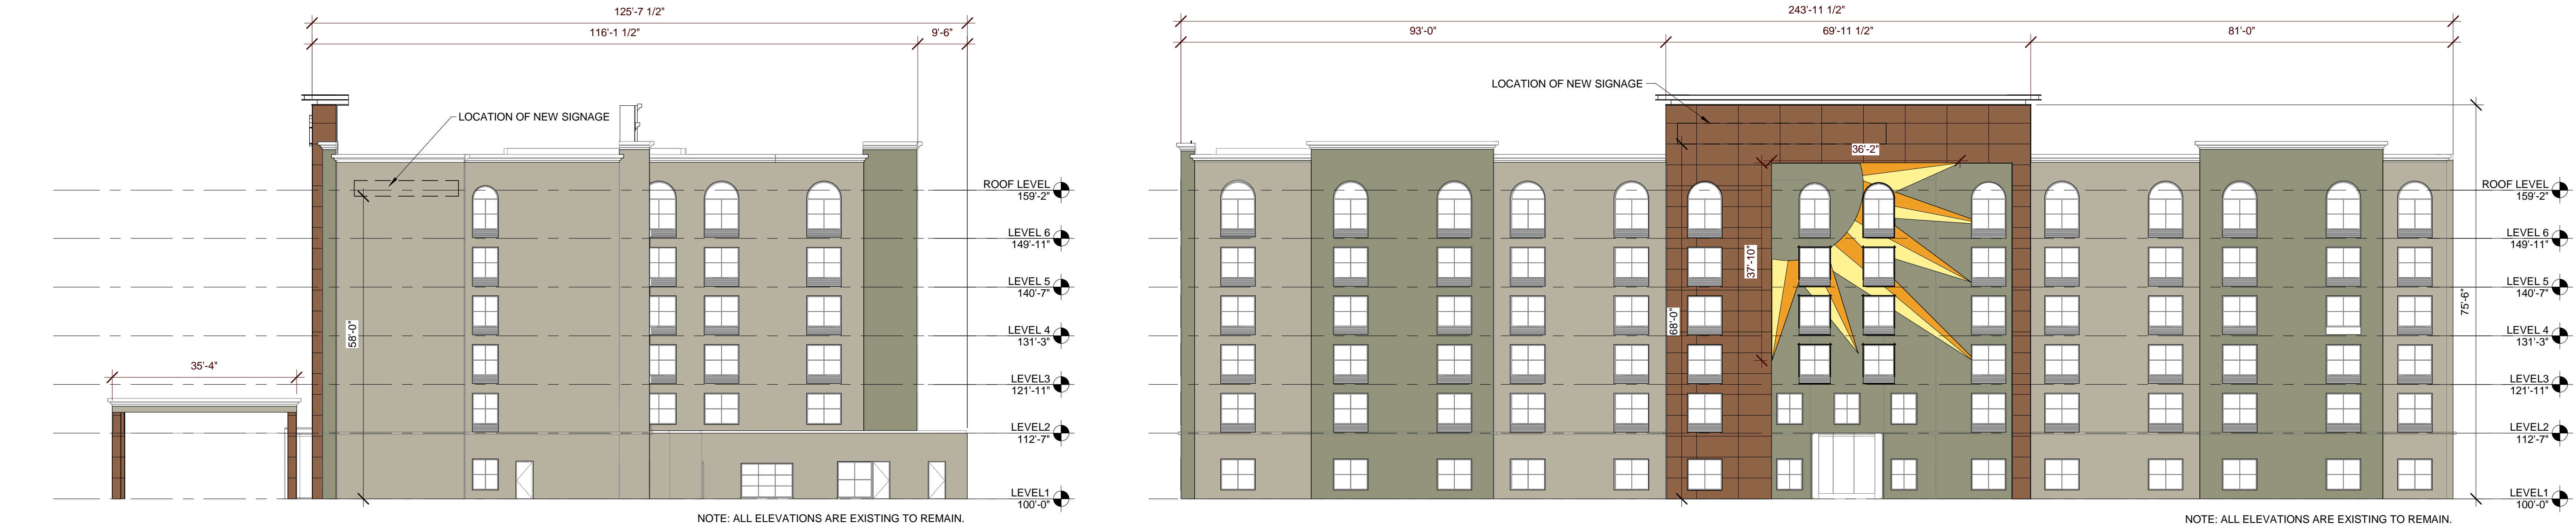 125'-7 1/2"
116'-1 1/2"
9'-6"
LOCATION OF NEW SIGNAGE
ROOF LEVEL
159'-2"
LEVEL 6
149'-11"
LEVEL 5
140'-7"
LEVEL 4
131'-3"
LEVEL3
121'-11"
LEVEL2
112'-7"
LEVEL1
100'-0"
58'-0"
35'-4"
NOTE: ALL ELEVATIONS ARE EXISTING TO REMAIN.
243'-11 1/2"
93'-0"
69'-11 1/2"
81'-0"
LOCATION OF NEW SIGNAGE
36'-2"
37'-10"
68'-0"
75'-6"
ROOF LEVEL
159'-2"
LEVEL 6
149'-11"
LEVEL 5
140'-7"
LEVEL 4
131'-3"
LEVEL3
121'-11"
LEVEL2
112'-7"
LEVEL1
100'-0"
NOTE: ALL ELEVATIONS ARE EXISTING TO REMAIN.